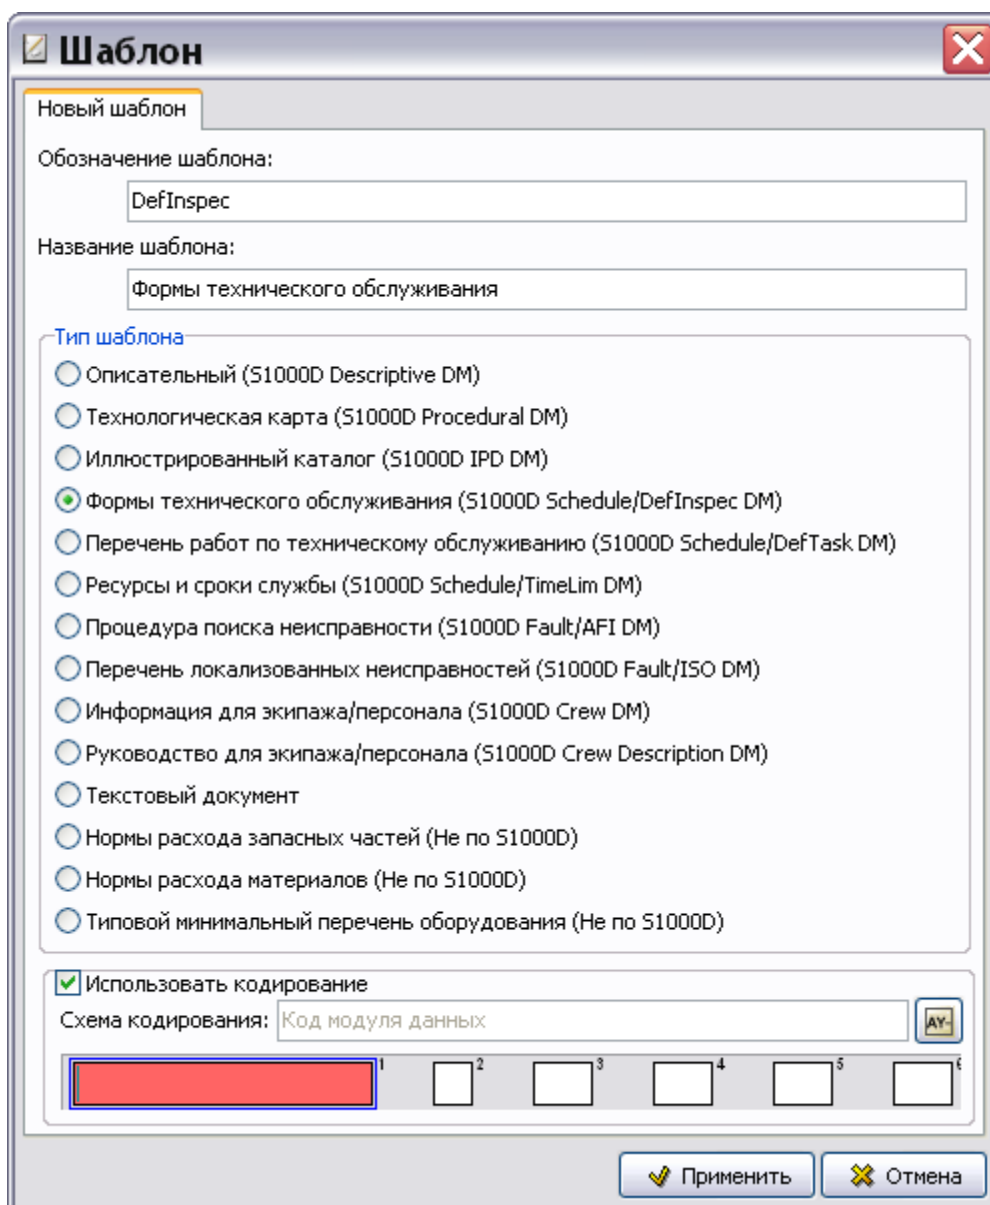 Шаблон
Новый шаблон
Обозначение шаблона:
DefInspec
Название шаблона:
Формы технического обслуживания
Тип шаблона
Описательный (S1000D Descriptive DM)
Технологическая карта (S1000D Procedural DM)
Иллюстрированный каталог (S1000D IPD DM)
Формы технического обслуживания (S1000D Schedule/DefInspec DM)
Перечень работ по техническому обслуживанию (S1000D Schedule/DefTask DM)
Ресурсы и сроки службы (S1000D Schedule/TimeLim DM)
Процедура поиска неисправности (S1000D Fault/AFI DM)
Перечень локализованных неисправностей (S1000D Fault/ISO DM)
Информация для экипажа/персонала (S1000D Crew DM)
Руководство для экипажа/персонала (S1000D Crew Description DM)
Текстовый документ
Нормы расхода запасных частей (Не по S1000D)
Нормы расхода материалов (Не по S1000D)
Типовой минимальный перечень оборудования (Не по S1000D)
Использовать кодирование
Схема кодирования: Код модуля данных AY-
1 2 3 4 5 6
Применить Отмена